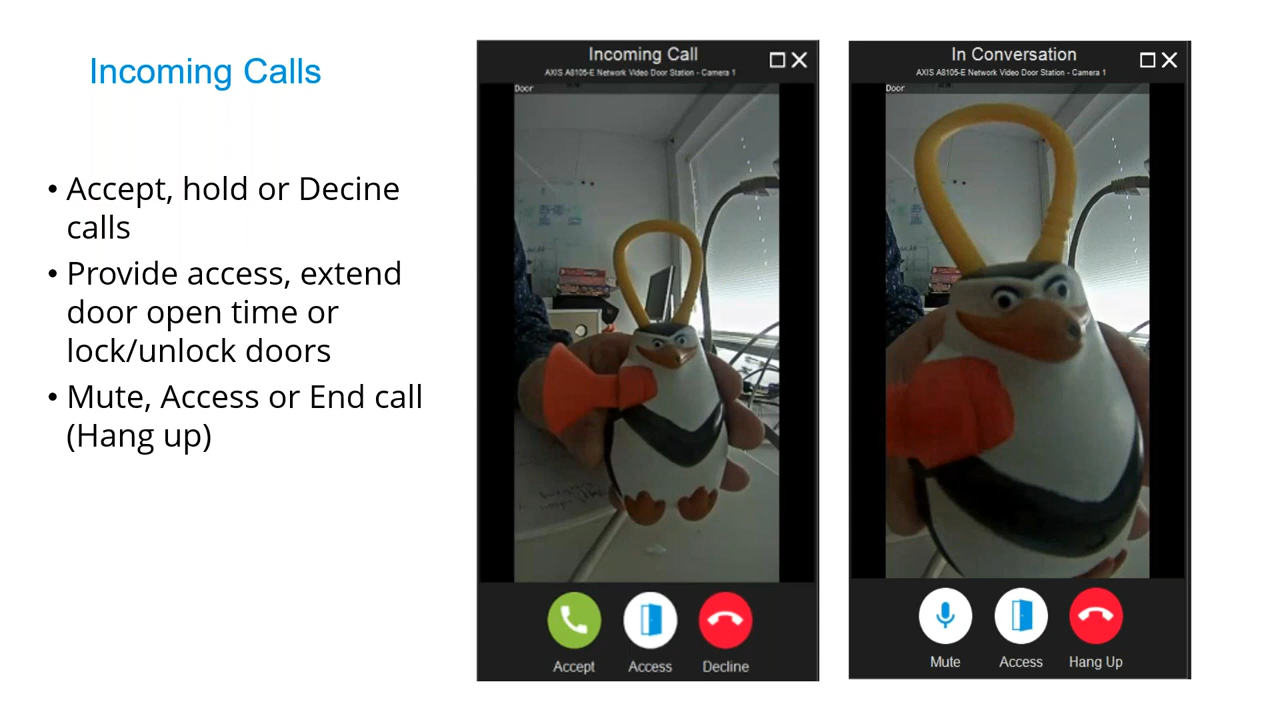 Incoming Calls
• Accept, hold or Decine
calls
• Provide access, extend
door open time or
lock/unlock doors
• Mute, Access or End call
(Hang up)
Incoming Call
AXIS A8105-E Network Video Door Station - Camera 1
Door
Accept
Access
Decline
In Conversation
AXIS A8105-E Network Video Door Station - Camera 1
Door
Mute
Access
Hang Up